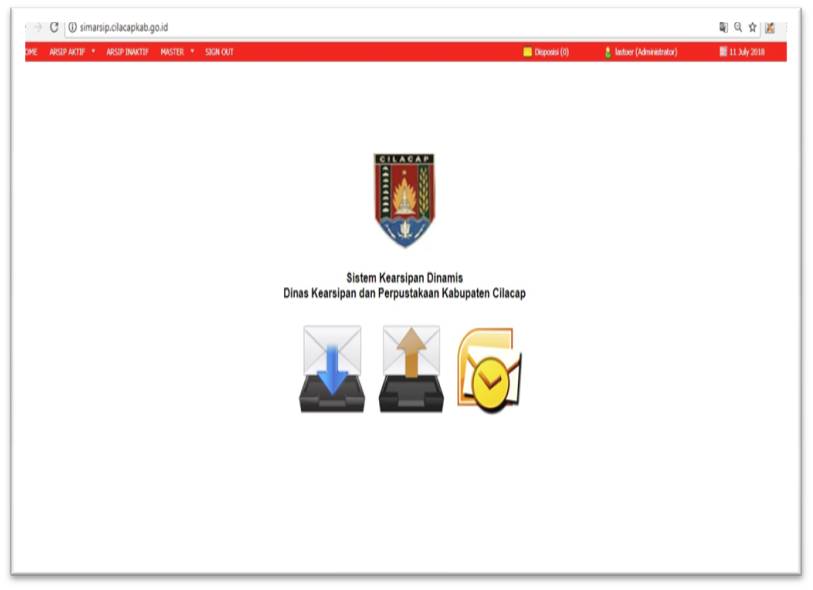 simarsip.cilacapkab.go.id
OME ARSIP AKTIF ARSIP INAKTIF MASTER SIGN OUT Disposisi (0) lastoer (Administrator) 11 July 2018
CILACAP
Sistem Kearsipan Dinamis
Dinas Kearsipan dan Perpustakaan Kabupaten Cilacap